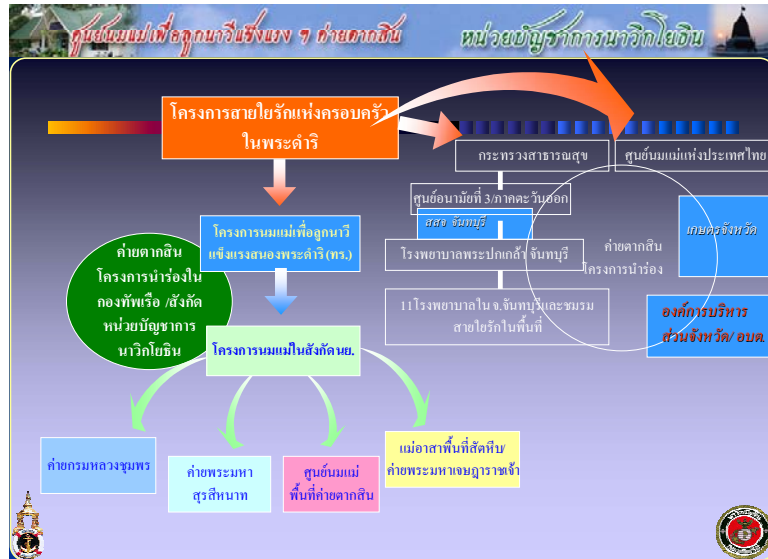 ศูนย์นมแม่เพื่อลูกนาวีแข็งแรง ๆ ค่ายตากสิน
หน่วยบัญชาการนาวิกโยธิน
โครงการสายใยรักแห่งครอบครัว
ในพระดำริ
กระทรวงสาธารณสุข
ศูนย์นมแม่แห่งประเทศไทย
ศูนย์อนามัยที่ 3/ภาคตะวันออก
สสจ จันทบุรี
โครงการนมแม่เพื่อลูกนาวี
แข็งแรงสนองพระดำริ(ทร.)
เกษตรจังหวัด
ค่ายตากสิน
โครงการนำร่องใน
กองทัพเรือ /สังกัด
หน่วยบัญชาการ
นาวิกโยธิน
โรงพยาบาลพระปกเกล้า จันทบุรี
ค่ายตากสิน
โครงการนำร่อง
11โรงพยาบาลใน จ.จันทบุรีและชมรม
สายใยรักในพื้นที่
องค์การบริหาร
ส่วนจังหวัด/ อบต.
โครงการนมแม่ในสังกัด นย.
ค่ายกรมหลวงชุมพร
ค่ายพระมหา
สุรสีหนาท
ศูนย์นมแม่
พื้นที่ค่ายตากสิน
แม่อาสาพื้นที่สัตหีบ/
ค่ายพระมหาเจษฎาราชเจ้า